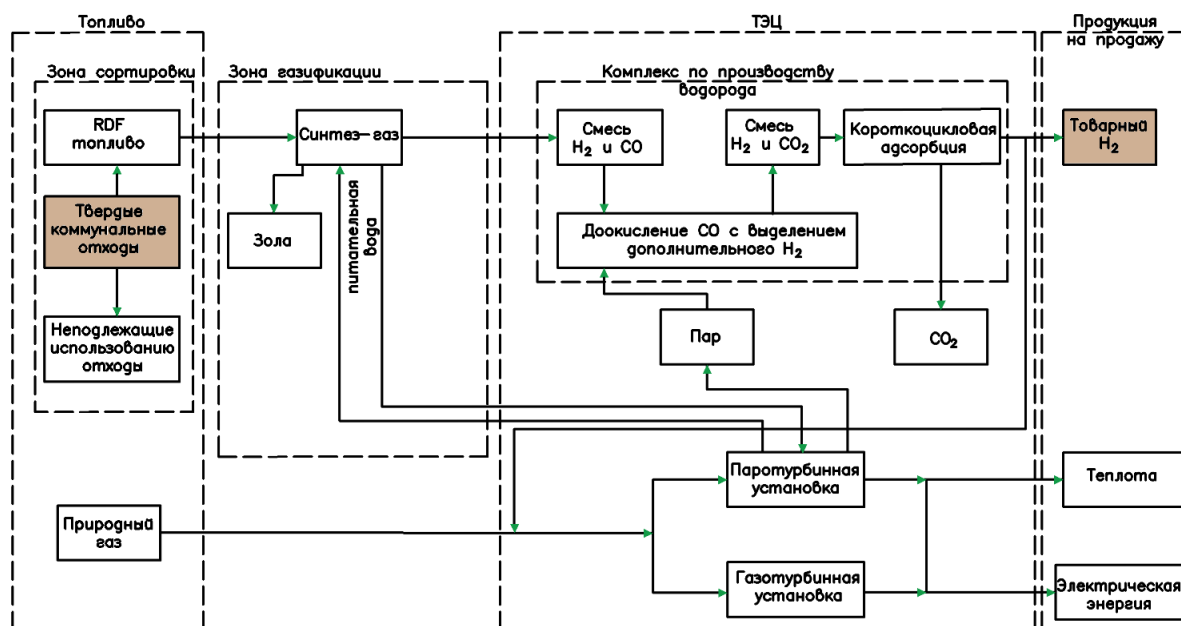 Топливо
ТЭЦ
Продукция
на продажу
Зона сортировки
Зона газификации
Комплекс по производству
водорода
RDF
топливо
Синтез-газ
Смесь
H₂ и CO
Смесь
H₂ и CO₂
Короткоцикловая
адсорбция
Товарный
H₂
Твердые
коммунальные
отходы
Зола
питательная
вода
Доокисление CO с выделением
дополнительного H₂
Неподлежащие
использованию
отходы
Пар
CO₂
Паротурбинная
установка
Теплота
Природный
газ
Газотурбинная
установка
Электрическая
энергия